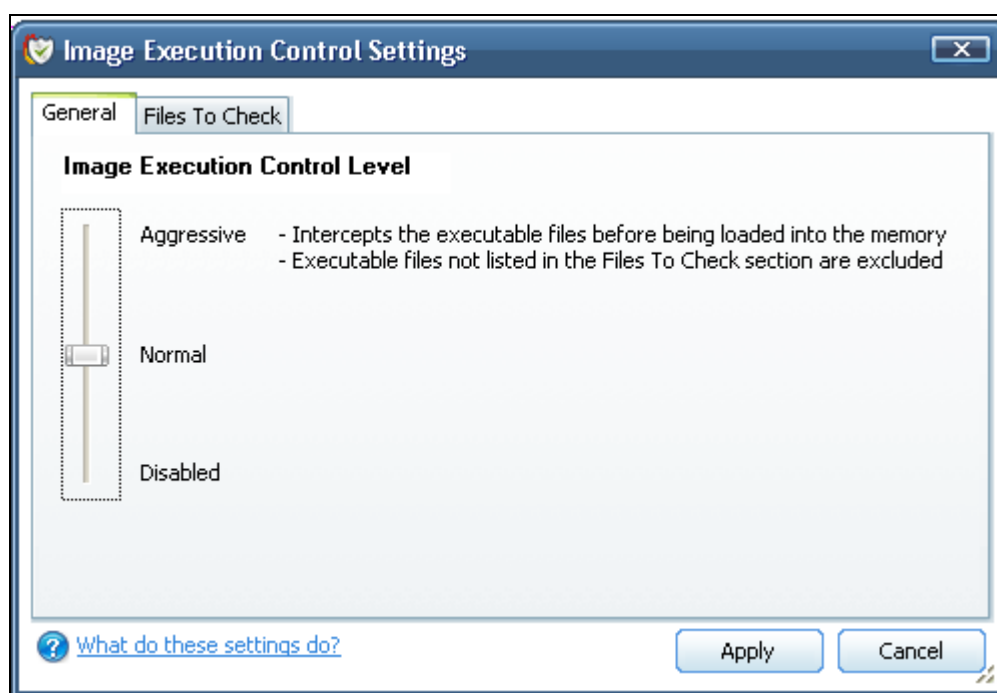 Image Execution Control Settings
General Files To Check
Image Execution Control Level
Aggressive - Intercepts the executable files before being loaded into the memory
- Executable files not listed in the Files To Check section are excluded
Normal
Disabled
What do these settings do? Apply Cancel